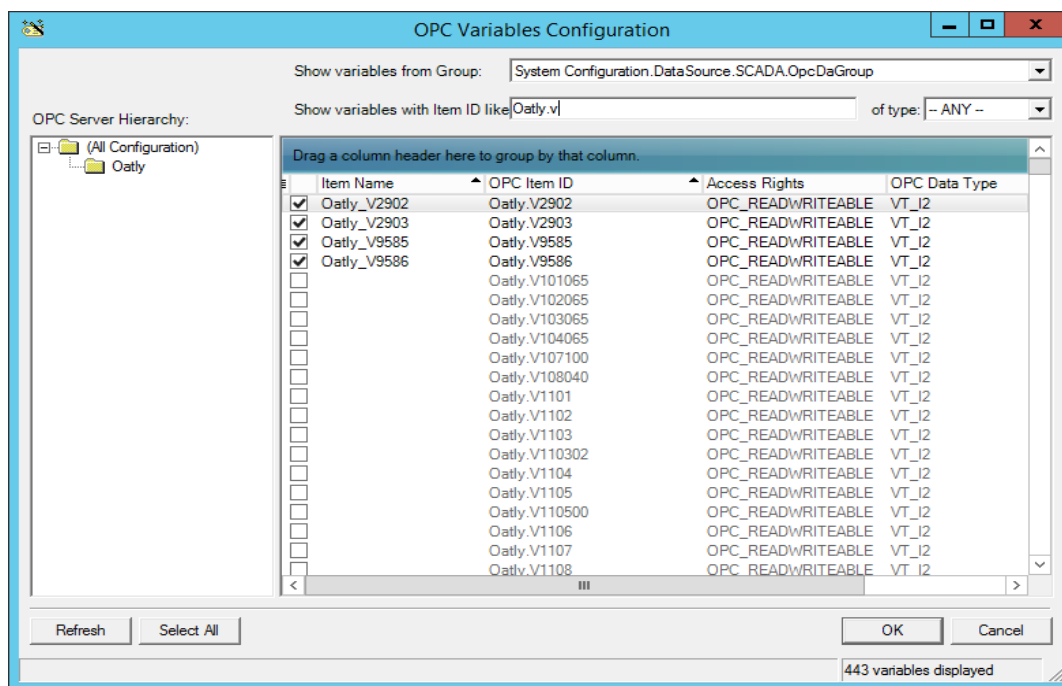 OPC Variables Configuration
Show variables from Group: System Configuration.DataSource.SCADA.OpcDaGroup
Show variables with Item ID like Oatly.v of type: -- ANY --
OPC Server Hierarchy:
(All Configuration)
Oatly
Drag a column header here to group by that column.
Item Name OPC Item ID Access Rights OPC Data Type
Oatly_V2902 Oatly.V2902 OPC_READWRITEABLE VT_I2
Oatly_V2903 Oatly.V2903 OPC_READWRITEABLE VT_I2
Oatly_V9585 Oatly.V9585 OPC_READWRITEABLE VT_I2
Oatly_V9586 Oatly.V9586 OPC_READWRITEABLE VT_I2
Oatly.V101065 OPC_READWRITEABLE VT_I2
Oatly.V102065 OPC_READWRITEABLE VT_I2
Oatly.V103065 OPC_READWRITEABLE VT_I2
Oatly.V104065 OPC_READWRITEABLE VT_I2
Oatly.V107100 OPC_READWRITEABLE VT_I2
Oatly.V108040 OPC_READWRITEABLE VT_I2
Oatly.V1101 OPC_READWRITEABLE VT_I2
Oatly.V1102 OPC_READWRITEABLE VT_I2
Oatly.V1103 OPC_READWRITEABLE VT_I2
Oatly.V110302 OPC_READWRITEABLE VT_I2
Oatly.V1104 OPC_READWRITEABLE VT_I2
Oatly.V1105 OPC_READWRITEABLE VT_I2
Oatly.V110500 OPC_READWRITEABLE VT_I2
Oatly.V1106 OPC_READWRITEABLE VT_I2
Oatly.V1107 OPC_READWRITEABLE VT_I2
Oatly.V1108 OPC_READWRITEABLE VT_I2
Refresh Select All OK Cancel
443 variables displayed